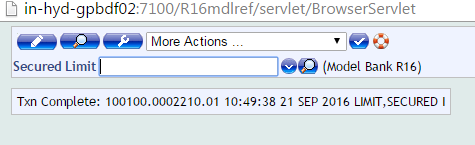 in-hyd-gpbdf02:7100/R16mdlref/servlet/BrowserServlet
More Actions ...
Secured Limit (Model Bank R16)
Txn Complete: 100100.0002210.01 10:49:38 21 SEP 2016 LIMIT,SECURED I